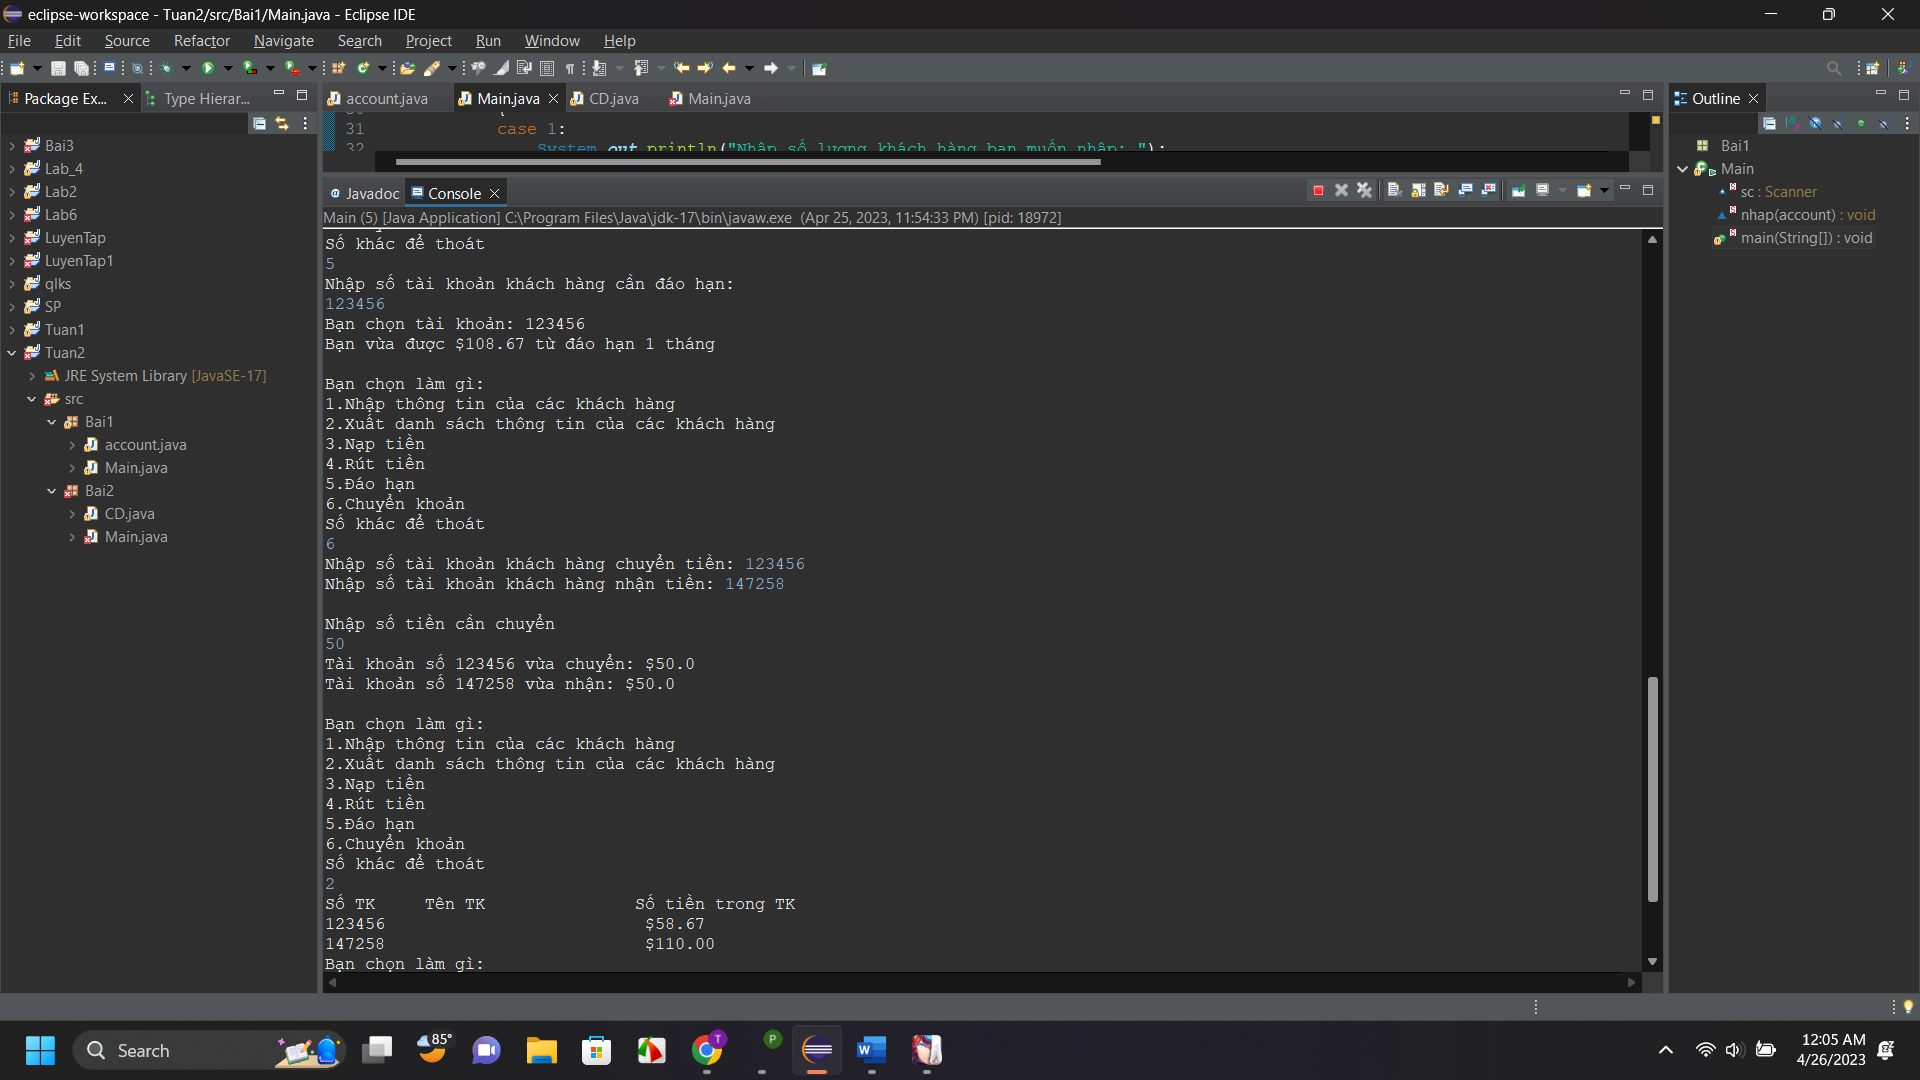 eclipse-workspace - Tuan2/src/Bai1/Main.java - Eclipse IDE
File Edit Source Refactor Navigate Search Project Run Window Help
Package Ex... Type Hierar...
Bai3
Lab_4
Lab2
Lab6
LuyenTap
LuyenTap1
qlks
SP
Tuan1
Tuan2
JRE System Library [JavaSE-17]
src
Bai1
account.java
Main.java
Bai2
CD.java
Main.java
account.java Main.java CD.java Main.java
31 case 1:
32 System.out.println("Nhập số lượng khách hàng bạn muốn nhập: ");
Javadoc Console
Main (5) [Java Application] C:\Program Files\Java\jdk-17\bin\javaw.exe (Apr 25, 2023, 11:54:33 PM) [pid: 18972]
Số khác để thoát
5
Nhập số tài khoản khách hàng cần đáo hạn:
123456
Bạn chọn tài khoản: 123456
Bạn vừa được $108.67 từ đáo hạn 1 tháng
Bạn chọn làm gì:
1.Nhập thông tin của các khách hàng
2.Xuất danh sách thông tin của các khách hàng
3.Nạp tiền
4.Rút tiền
5.Đáo hạn
6.Chuyển khoản
Số khác để thoát
6
Nhập số tài khoản khách hàng chuyển tiền: 123456
Nhập số tài khoản khách hàng nhận tiền: 147258
Nhập số tiền cần chuyển
50
Tài khoản số 123456 vừa chuyển: $50.0
Tài khoản số 147258 vừa nhận: $50.0
Bạn chọn làm gì:
1.Nhập thông tin của các khách hàng
2.Xuất danh sách thông tin của các khách hàng
3.Nạp tiền
4.Rút tiền
5.Đáo hạn
6.Chuyển khoản
Số khác để thoát
2
Số TK Tên TK Số tiền trong TK
123456 $58.67
147258 $110.00
Bạn chọn làm gì:
Outline
Bai1
Main
sc : Scanner
nhap(account) : void
main(String[]) : void
Search
85°
T
P
12:05 AM
4/26/2023